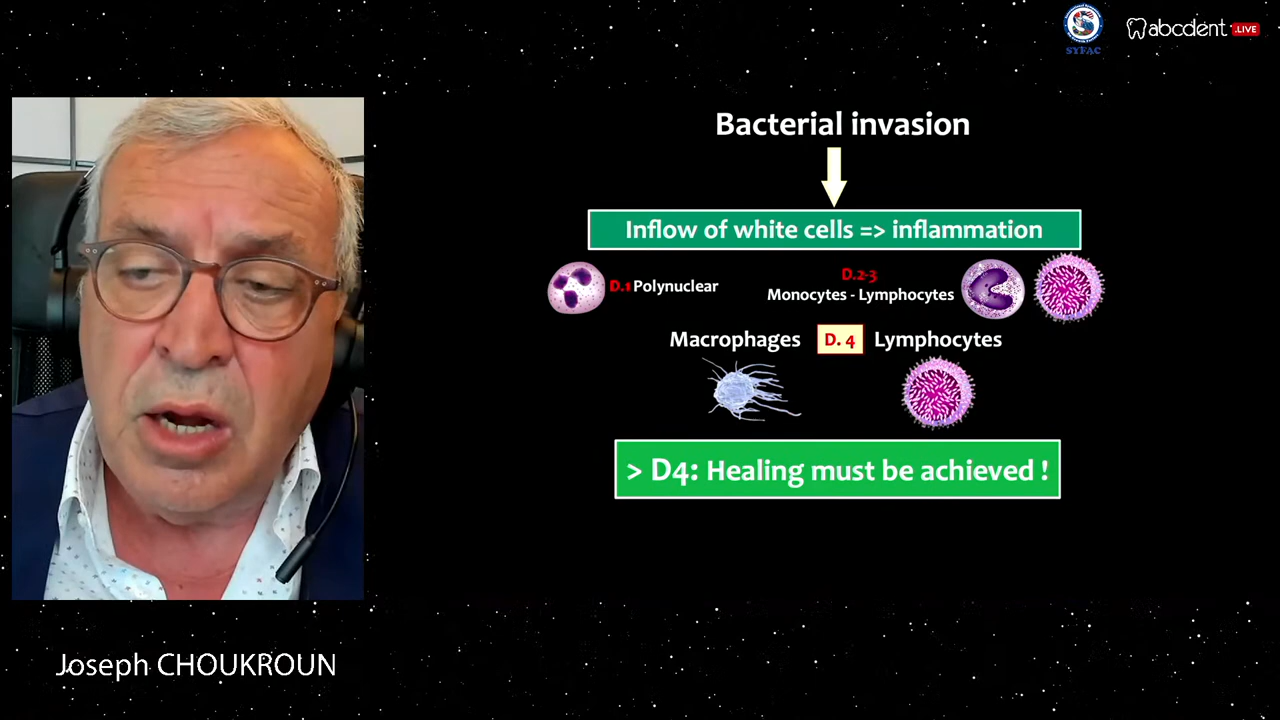 SYFAC
abcdent .LIVE
Bacterial invasion
Inflow of white cells => inflammation
D.1 Polynuclear
D.2-3
Monocytes - Lymphocytes
Macrophages D. 4 Lymphocytes
> D4: Healing must be achieved !
Joseph CHOUKROUN